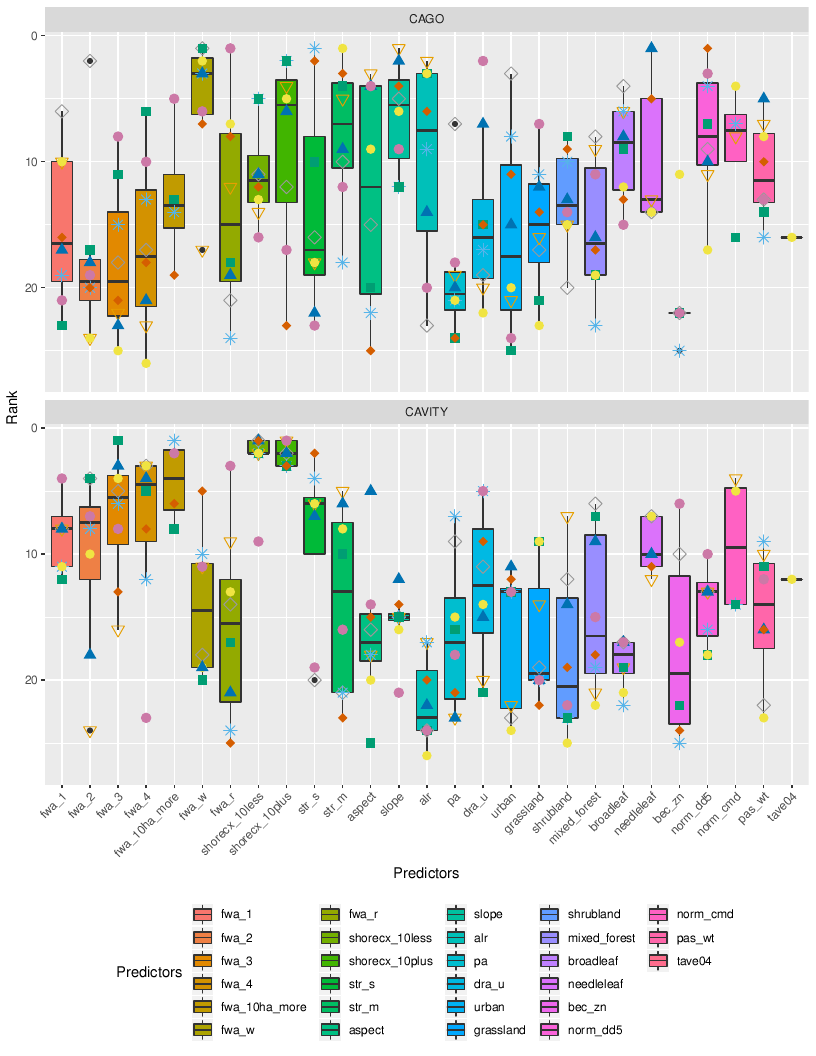 CAGO
0
10
20
Rank
CAVITY
0
10
20
fwa_1
fwa_2
fwa_3
fwa_4
fwa_10ha_more
fwa_w
fwa_r
shorecx_10less
shorecx_10plus
str_s
str_m
aspect
slope
alr
pa
dra_u
urban
grassland
shrubland
mixed_forest
broadleaf
needleleaf
bec_zn
norm_dd5
norm_cmd
pas_wt
tave04
Predictors
Predictors
fwa_1
fwa_2
fwa_3
fwa_4
fwa_10ha_more
fwa_w
fwa_r
shorecx_10less
shorecx_10plus
str_s
str_m
aspect
slope
alr
pa
dra_u
urban
grassland
shrubland
mixed_forest
broadleaf
needleleaf
bec_zn
norm_dd5
norm_cmd
pas_wt
tave04